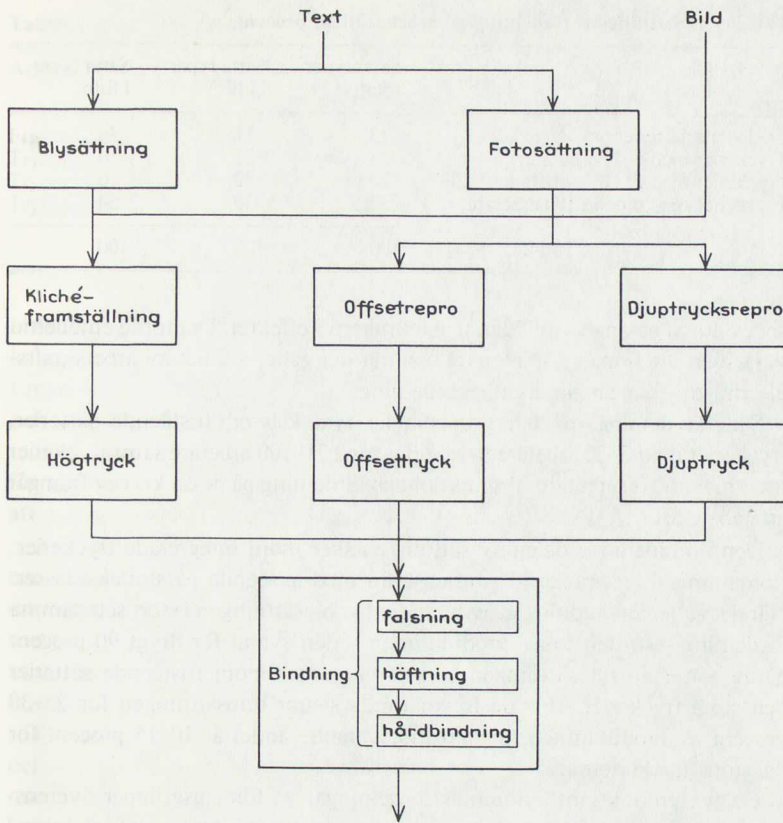 Text
Bild
Blysättning
Fotosättning
Kliché-
framställning
Offsetrepro
Djuptrycksrepro
Högtryck
Offsettryck
Djuptryck
falsning
Bindning
häftning
hårdbindning